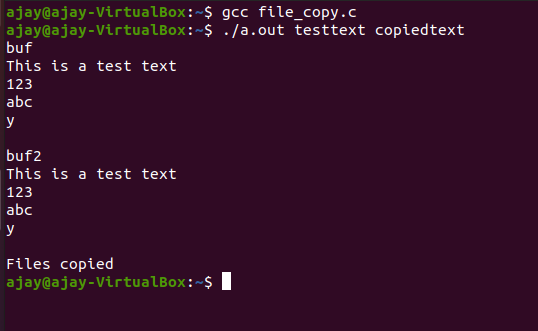 ajay@ajay-VirtualBox:~$ gcc file_copy.c
ajay@ajay-VirtualBox:~$ ./a.out testtext copiedtext
buf
This is a test text
123
abc
y
buf2
This is a test text
123
abc
y
Files copied
ajay@ajay-VirtualBox:~$